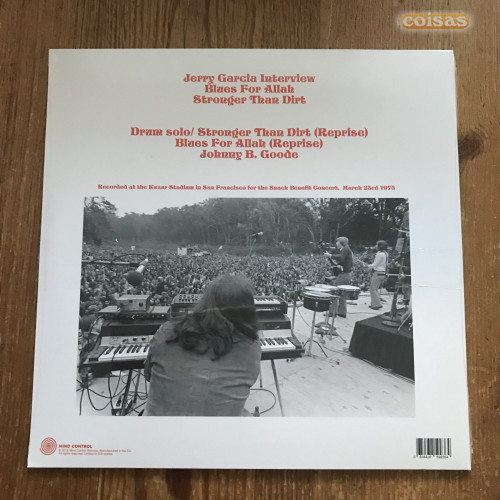 coisas
Jerry Garcia Interview
Blues For Allah
Stronger Than Dirt
Drum solo/ Stronger Than Dirt (Reprise)
Blues For Allah (Reprise)
Johnny B. Goode
Recorded at the Kezar Stadium in San Francisco for the Snack Benefit Concert, March 23rd 1975
MIND CONTROL